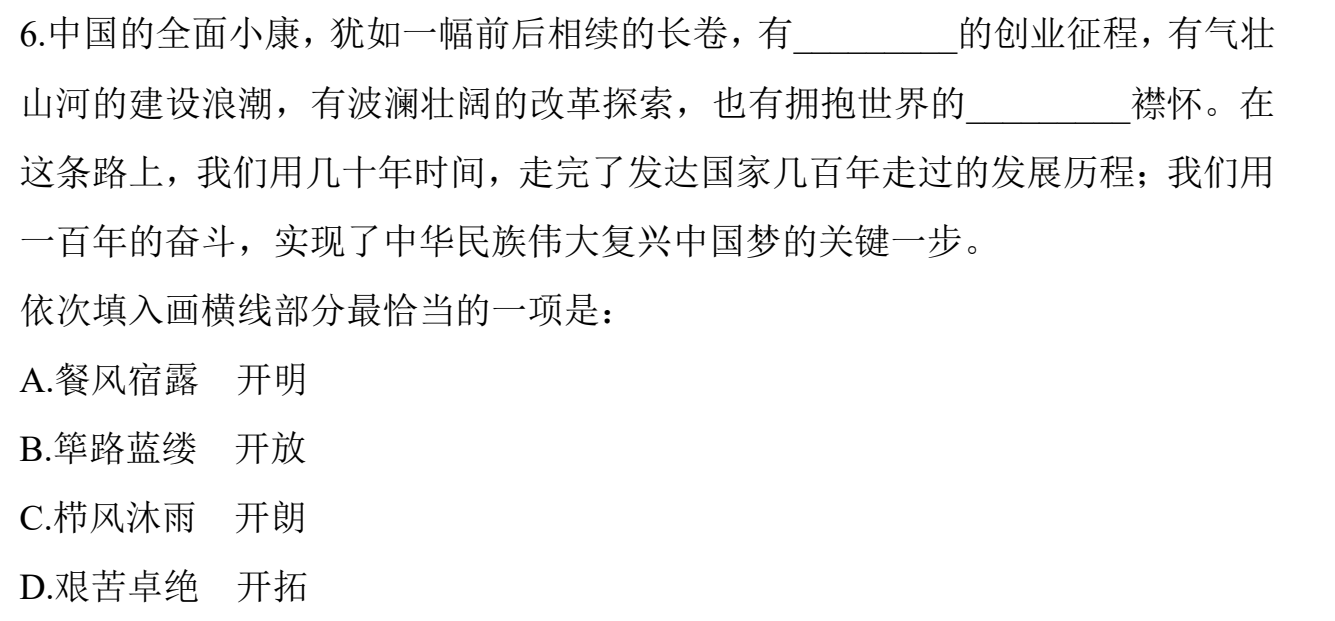 6.中国的全面小康，犹如一幅前后相续的长卷，有_________的创业征程，有气壮
山河的建设浪潮，有波澜壮阔的改革探索，也有拥抱世界的_________襟怀。在
这条路上，我们用几十年时间，走完了发达国家几百年走过的发展历程；我们用
一百年的奋斗，实现了中华民族伟大复兴中国梦的关键一步。
依次填入画横线部分最恰当的一项是：
A.餐风宿露 开明
B.筚路蓝缕 开放
C.栉风沐雨 开朗
D.艰苦卓绝 开拓